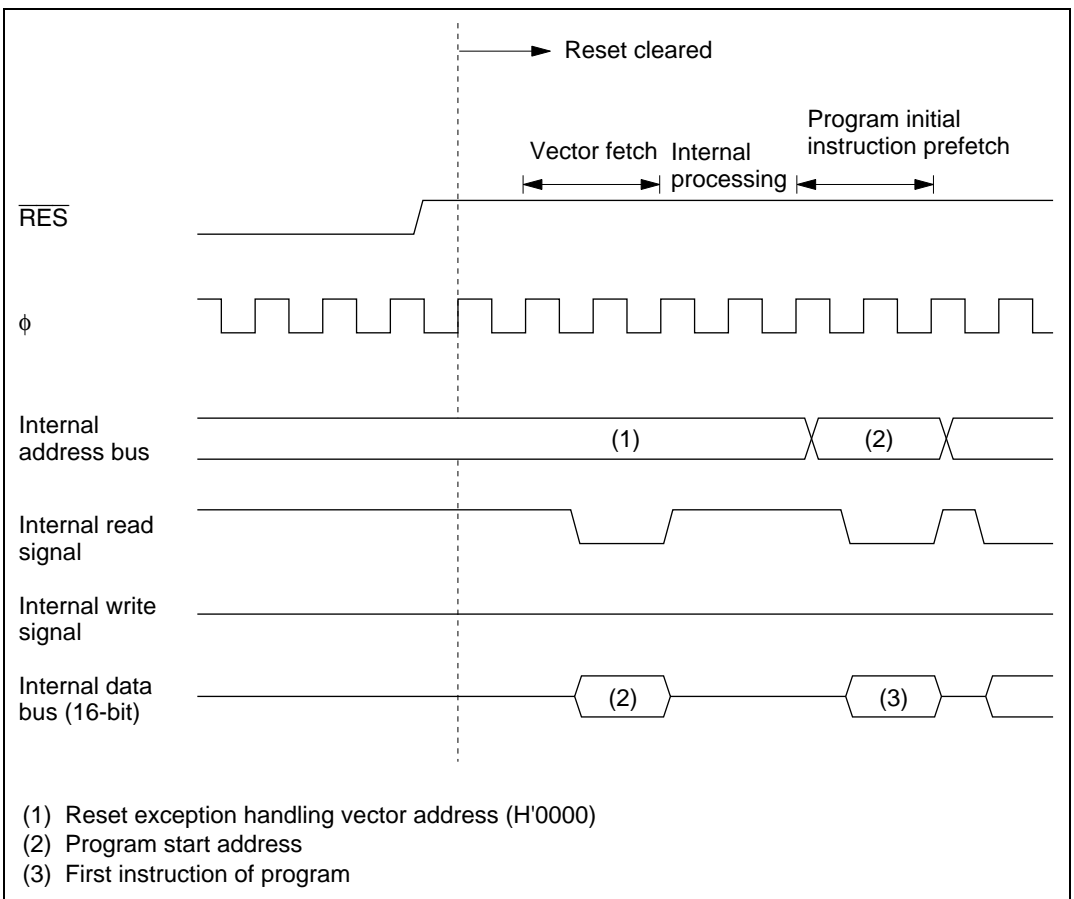 Reset cleared
Program initial
instruction prefetch
Vector fetch
Internal
processing
RES
ϕ
Internal
address bus
(1)
(2)
Internal read
signal
Internal write
signal
Internal data
bus (16-bit)
(2)
(3)
(1) Reset exception handling vector address (H'0000)
(2) Program start address
(3) First instruction of program